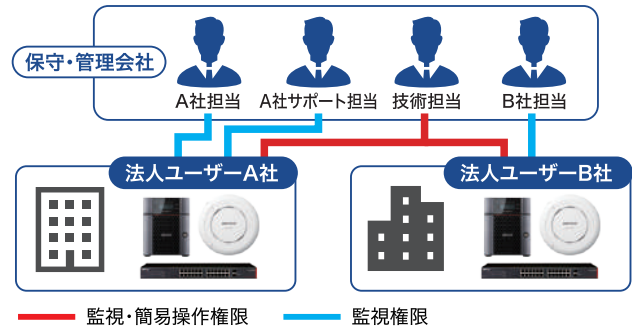 保守・管理会社
A社担当
A社サポート担当
技術担当
B社担当
法人ユーザーA社
法人ユーザーB社
監視・簡易操作権限
監視権限